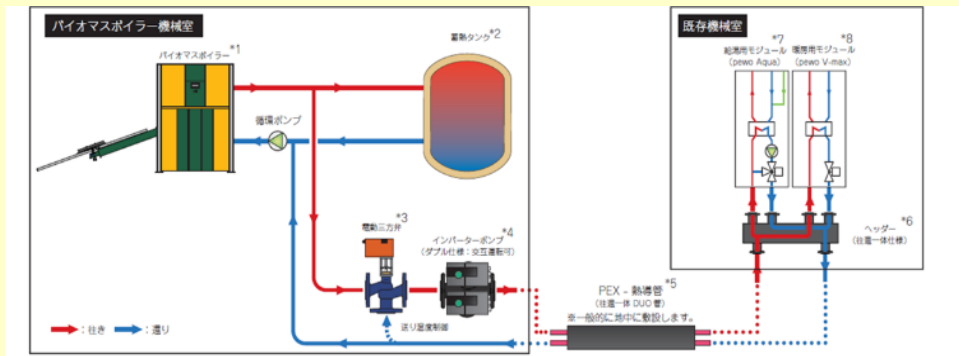 バイオマスボイラー機械室
バイオマスボイラー*1
蓄熱タンク*2
循環ポンプ
電動三方弁*3
インバーターポンプ*4
(ダブル仕様:交互運転可)
送り温度制御
:往き
:還り
PEX - 熱導管*5
(往還一体 DUO 管)
※一般的に地中に敷設します。
既存機械室
給湯用モジュール*7
(pewo Aqua)
暖房用モジュール*8
(pewo V-max)
ヘッダー*6
(往還一体仕様)